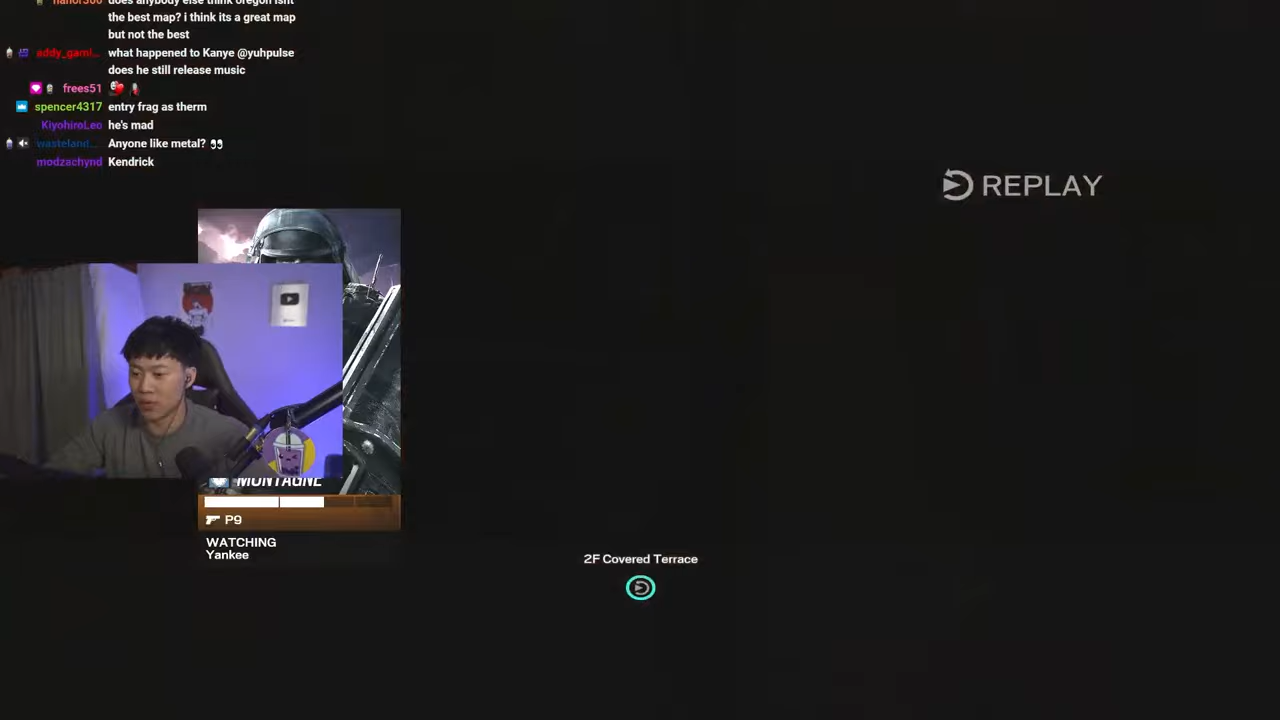 does anybody else think oregon isnt
the best map? i think its a great map
but not the best
eddy_gami... what happened to Kanye @yuhpulse
does he still release music
frees51
spencer4317 entry frag as therm
KiyohiroLeo he's mad
wasteland... Anyone like metal? 👀
modzachynd Kendrick
REPLAY
MONTAGNE
P9
WATCHING
Yankee
2F Covered Terrace